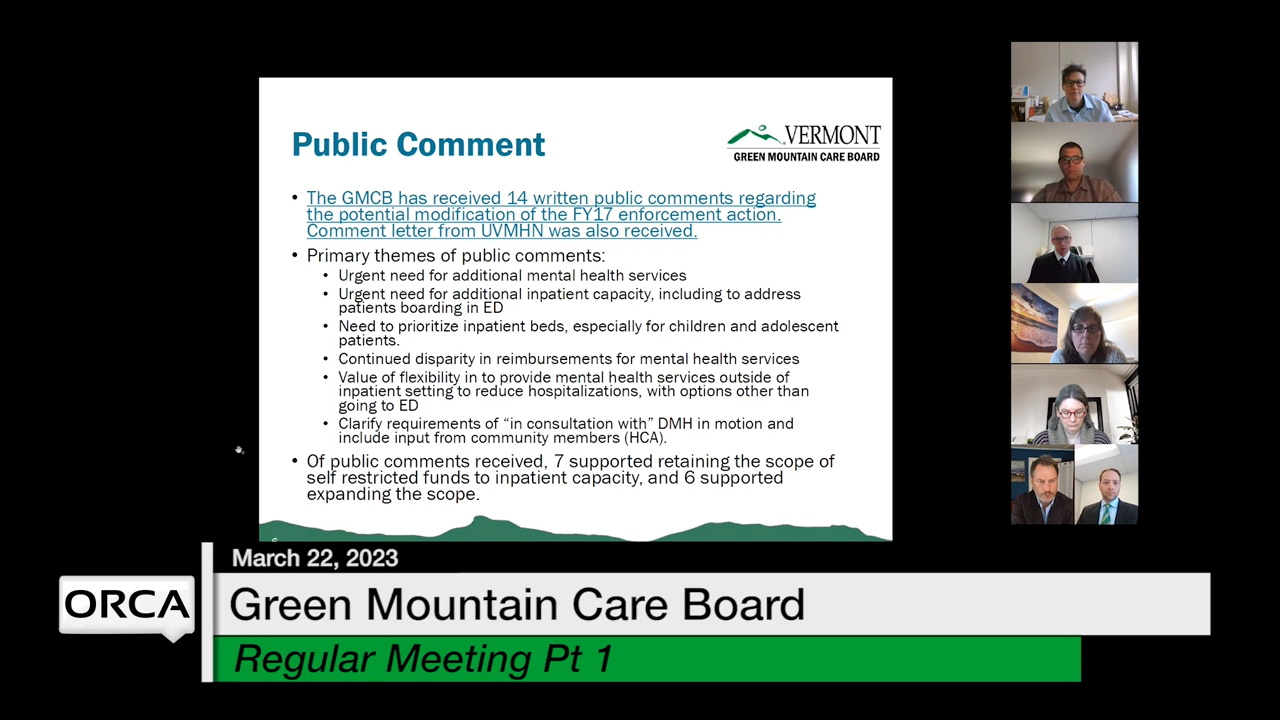 Public Comment
VERMONT
GREEN MOUNTAIN CARE BOARD
• The GMCB has received 14 written public comments regarding
the potential modification of the FY17 enforcement action.
Comment letter from UVMHN was also received.
• Primary themes of public comments:
• Urgent need for additional mental health services
• Urgent need for additional inpatient capacity, including to address
patients boarding in ED
• Need to prioritize inpatient beds, especially for children and adolescent
patients.
• Continued disparity in reimbursements for mental health services
• Value of flexibility in to provide mental health services outside of
inpatient setting to reduce hospitalizations, with options other than
going to ED
• Clarify requirements of “in consultation with” DMH in motion and
include input from community members (HCA).
• Of public comments received, 7 supported retaining the scope of
self restricted funds to inpatient capacity, and 6 supported
expanding the scope.
March 22, 2023
ORCA
Green Mountain Care Board
Regular Meeting Pt 1